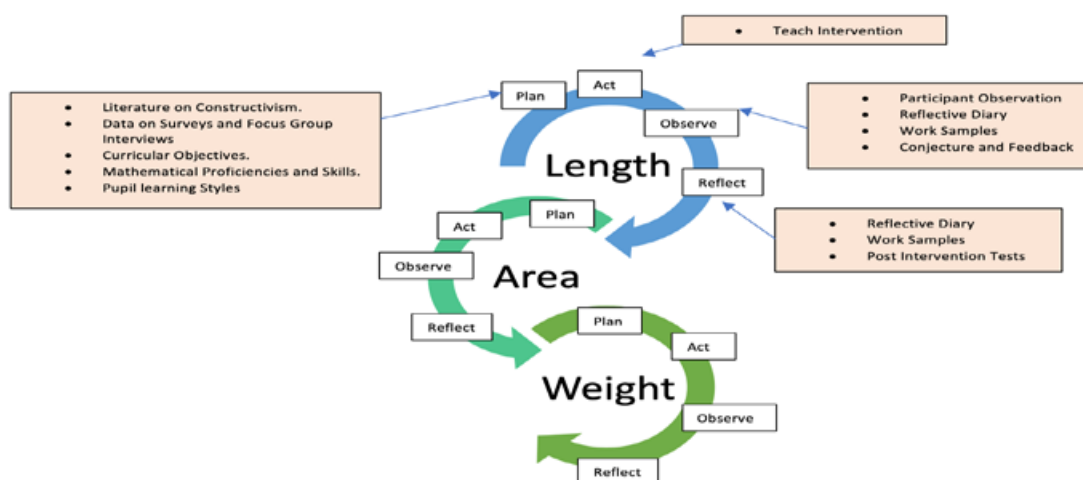 • Teach Intervention
Act
Plan
• Literature on Constructivism.
• Data on Surveys and Focus Group
Interviews
• Curricular Objectives.
• Mathematical Proficiencies and Skills.
• Pupil learning Styles
Observe
• Participant Observation
• Reflective Diary
• Work Samples
• Conjecture and Feedback
Length
Reflect
• Reflective Diary
• Work Samples
• Post Intervention Tests
Plan
Act
Observe
Area
Reflect
Plan
Act
Weight
Observe
Reflect